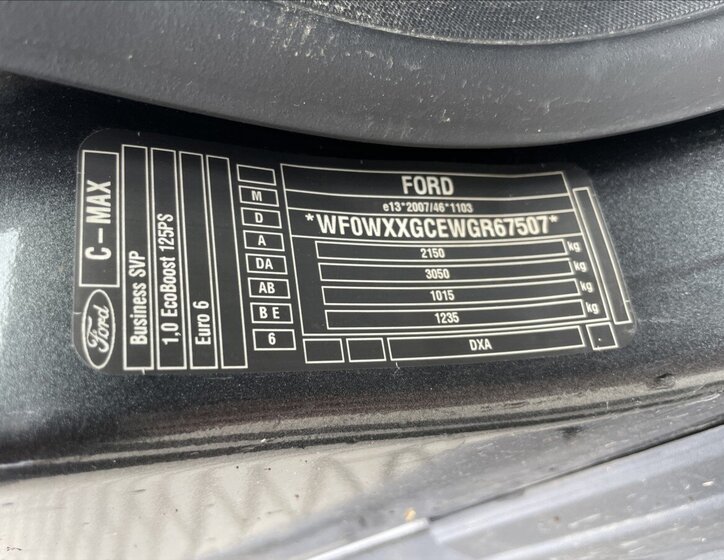 Ford
C-MAX
Business SVP
1,0 EcoBoost 125PS
Euro 6
M
D
A
DA
AB
B E
6
FORD
e13*2007/46*1103
*WF0WXXGCEWGR67507*
2150 kg
3050 kg
1015 kg
1235 kg
DXA